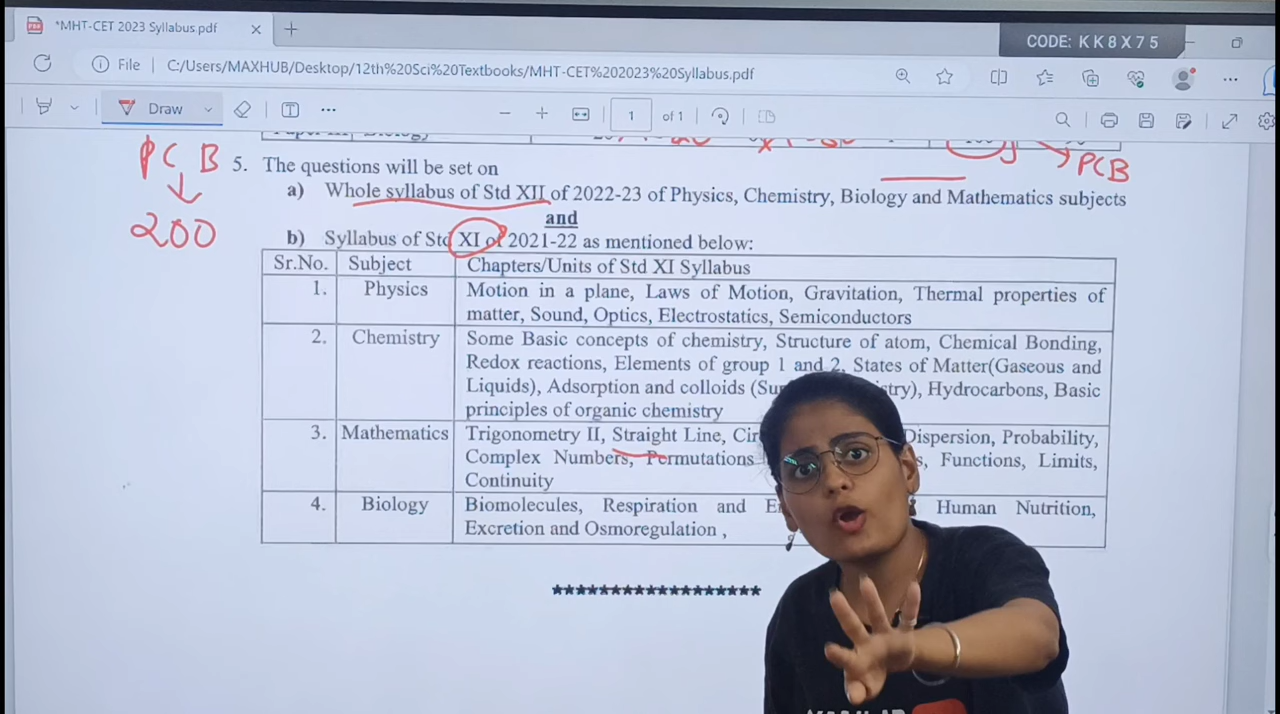 *MHT-CET 2023 Syllabus.pdf
CODE: KK8X75
File | C:/Users/MAXHUB/Desktop/12th%20Sci%20Textbooks/MHT-CET%202023%20Syllabus.pdf
Draw 1 of 1
PCB
200
PCB
5. The questions will be set on
a) Whole syllabus of Std XII of 2022-23 of Physics, Chemistry, Biology and Mathematics subjects
and
b) Syllabus of Std XI of 2021-22 as mentioned below:
Sr.No. Subject Chapters/Units of Std XI Syllabus
1. Physics Motion in a plane, Laws of Motion, Gravitation, Thermal properties of
matter, Sound, Optics, Electrostatics, Semiconductors
2. Chemistry Some Basic concepts of chemistry, Structure of atom, Chemical Bonding,
Redox reactions, Elements of group 1 and 2, States of Matter(Gaseous and
Liquids), Adsorption and colloids Hydrocarbons, Basic
principles of organic chemistry
3. Mathematics Trigonometry II, Straight Line, Dispersion, Probability,
Complex Numbers, Permutations Functions, Limits,
Continuity
4. Biology Biomolecules, Respiration and Human Nutrition,
Excretion and Osmoregulation ,
******************